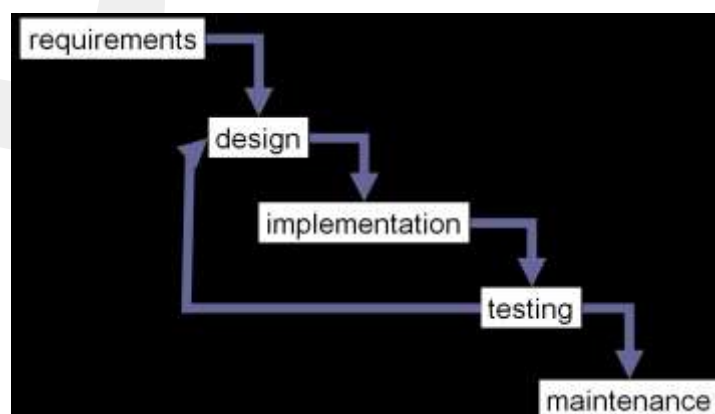 requirements
design
implementation
testing
maintenance